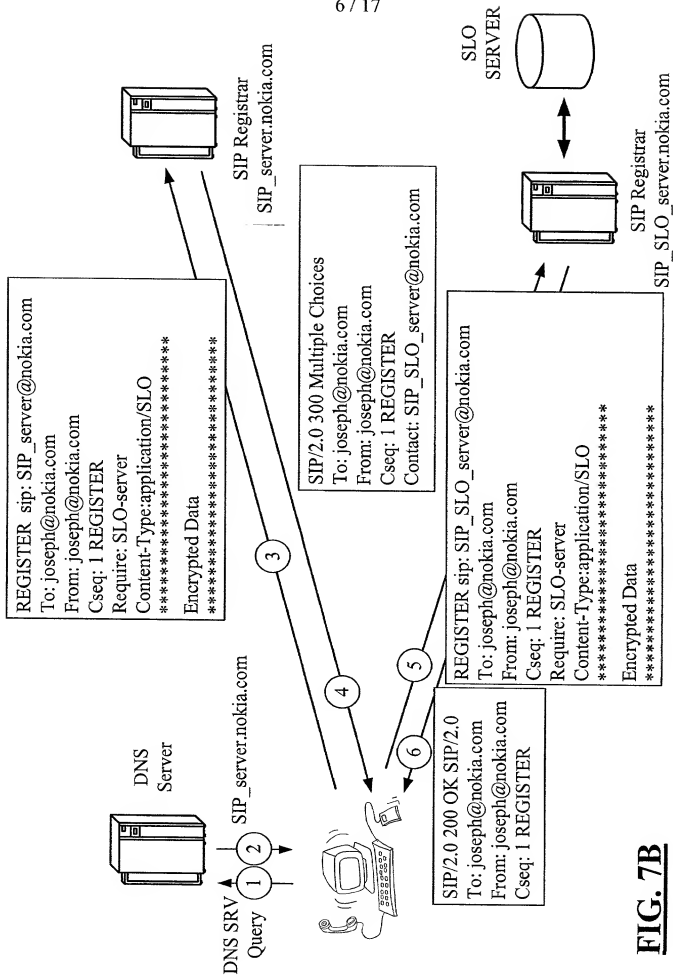 6 / 17
DNS
Server
SIP_server.nokia.com
DNS SRV
Query
1
2
REGISTER sip: SIP_server@nokia.com
To: joseph@nokia.com
From: joseph@nokia.com
Cseq: 1 REGISTER
Require: SLO-server
Content-Type:application/SLO
************************************
Encrypted Data
************************************
3
4
SIP Registrar
SIP_server.nokia.com
SIP/2.0 300 Multiple Choices
To: joseph@nokia.com
From: joseph@nokia.com
Cseq: 1 REGISTER
Contact: SIP_SLO_server@nokia.com
5
6
SIP/2.0 200 OK SIP/2.0
To: joseph@nokia.com
From: joseph@nokia.com
Cseq: 1 REGISTER
REGISTER sip: SIP_SLO_server@nokia.com
To: joseph@nokia.com
From: joseph@nokia.com
Cseq: 1 REGISTER
Require: SLO-server
Content-Type:application/SLO
************************************
Encrypted Data
************************************
SLO
SERVER
SIP Registrar
SIP_SLO_server.nokia.com
FIG. 7B